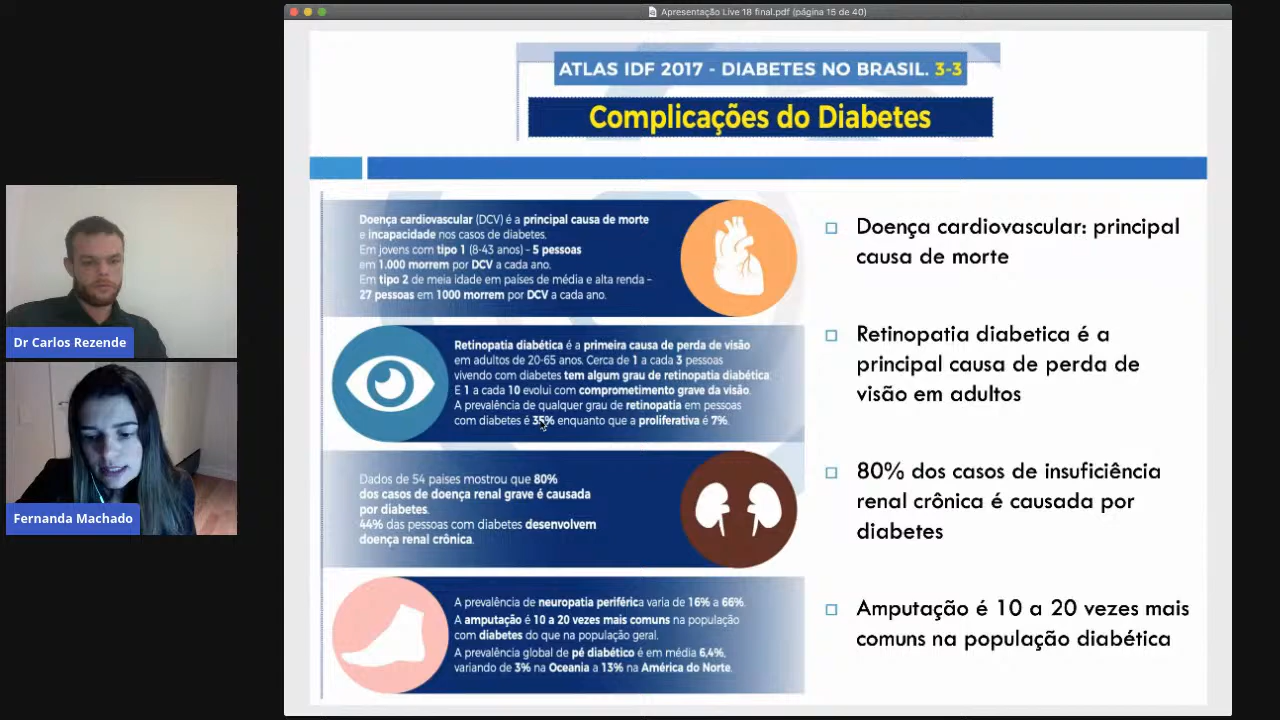 Apresentação Live 18 final.pdf (página 15 de 40)
ATLAS IDF 2017 - DIABETES NO BRASIL. 3-3
Complicações do Diabetes
Doença cardiovascular (DCV) é a principal causa de morte
e incapacidade nos casos de diabetes.
Em jovens com tipo 1 (8-43 anos) - 5 pessoas
em 1.000 morrem por DCV a cada ano.
Em tipo 2 de meia idade em países de média e alta renda -
27 pessoas em 1000 morrem por DCV a cada ano.
Retinopatia diabética é a primeira causa de perda de visão
em adultos de 20-65 anos. Cerca de 1 a cada 3 pessoas
vivendo com diabetes tem algum grau de retinopatia diabética.
E 1 a cada 10 evolui com comprometimento grave da visão.
A prevalência de qualquer grau de retinopatia em pessoas
com diabetes é 35% enquanto que a proliferativa é 7%.
Dados de 54 países mostrou que 80%
dos casos de doença renal grave é causada
por diabetes.
44% das pessoas com diabetes desenvolvem
doença renal crônica.
A prevalência de neuropatia periférica varia de 16% a 66%.
A amputação é 10 a 20 vezes mais comuns na população
com diabetes do que na população geral.
A prevalência global de pé diabético é em média 6,4%,
variando de 3% na Oceania a 13% na América do Norte.
Doença cardiovascular: principal
causa de morte
Retinopatia diabetica é a
principal causa de perda de
visão em adultos
80% dos casos de insuficiência
renal crônica é causada por
diabetes
Amputação é 10 a 20 vezes mais
comuns na população diabética
Dr Carlos Rezende
Fernanda Machado